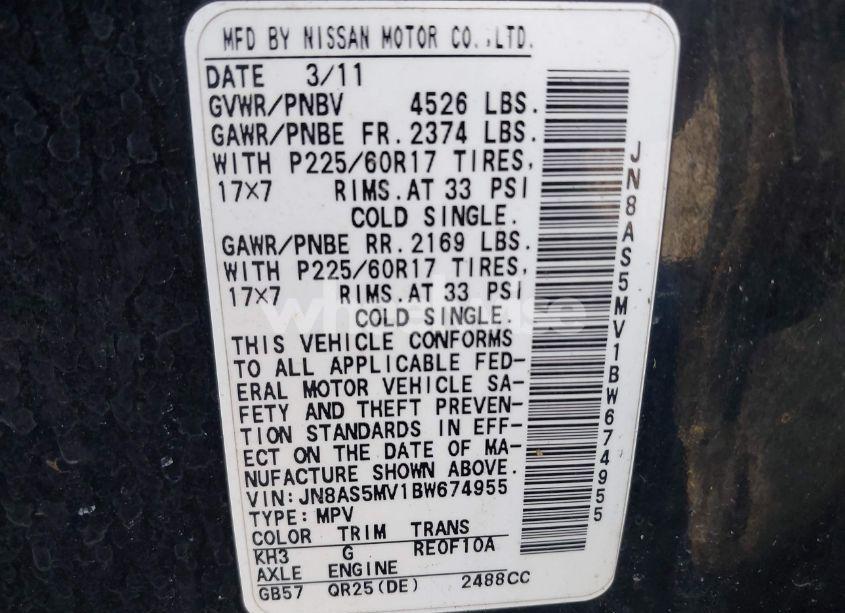 MFD BY NISSAN MOTOR CO.,LTD.
DATE 3/11
GVWR/PNBV 4526 LBS.
GAWR/PNBE FR. 2374 LBS.
WITH P225/60R17 TIRES,
17×7 RIMS. AT 33 PSI
COLD SINGLE.
GAWR/PNBE RR. 2169 LBS.
WITH P225/60R17 TIRES,
17×7 RIMS. AT 33 PSI
COLD SINGLE.
THIS VEHICLE CONFORMS
TO ALL APPLICABLE FED-
ERAL MOTOR VEHICLE SA-
FETY AND THEFT PREVEN-
TION STANDARDS IN EFF-
ECT ON THE DATE OF MA-
NUFACTURE SHOWN ABOVE.
VIN:JN8AS5MV1BW674955
TYPE:MPV
COLOR TRIM TRANS
KH3 G RE0F10A
AXLE ENGINE
GB57 QR25(DE) 2488CC
JN8AS5MV1BW674955